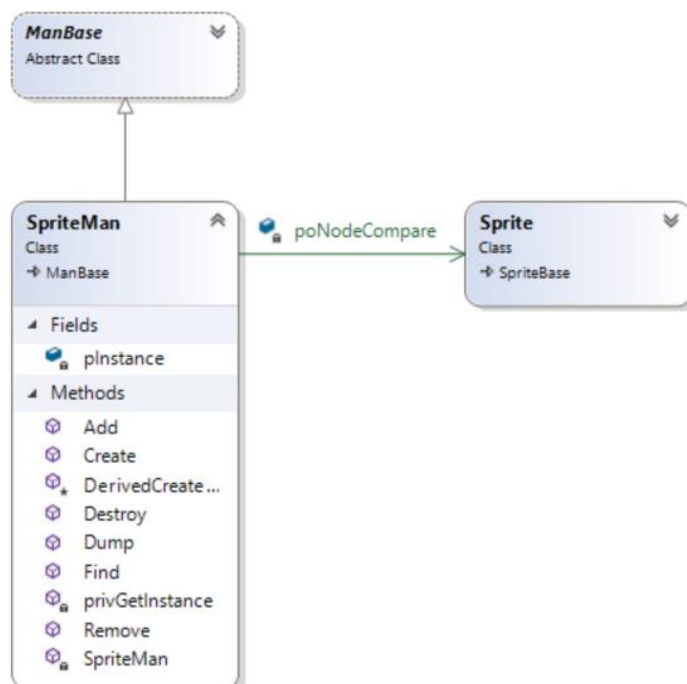 ManBase
Abstract Class
SpriteMan
Class
ManBase
poNodeCompare
Sprite
Class
SpriteBase
Fields
pInstance
Methods
Add
Create
DerivedCreate...
Destroy
Dump
Find
privGetInstance
Remove
SpriteMan